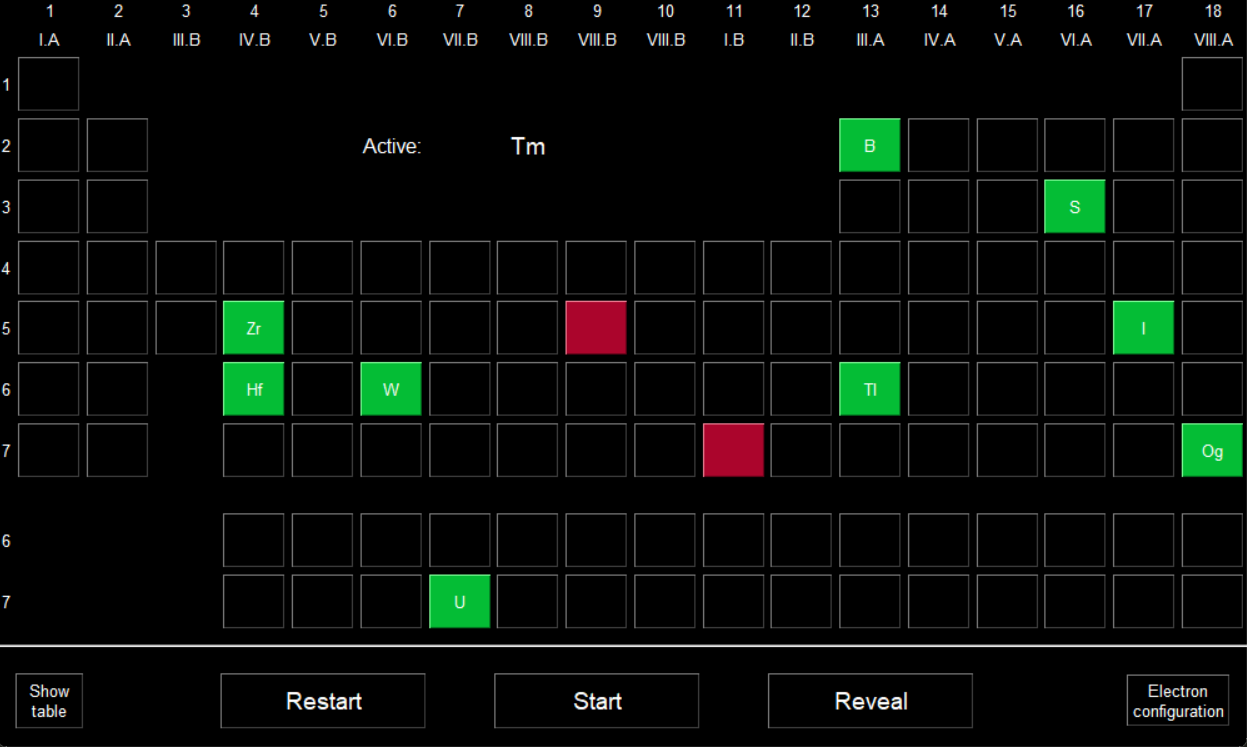 1 2 3 4 5 6 7 8 9 10 11 12 13 14 15 16 17 18
I.A II.A III.B IV.B V.B VI.B VII.B VIII.B VIII.B VIII.B I.B II.B III.A IV.A V.A VI.A VII.A VIII.A
1
2 Active: Tm B
3 S
4
5 Zr I
6 Hf W Tl
7 Og
6
7 U
Show
table
Restart
Start
Reveal
Electron
configuration